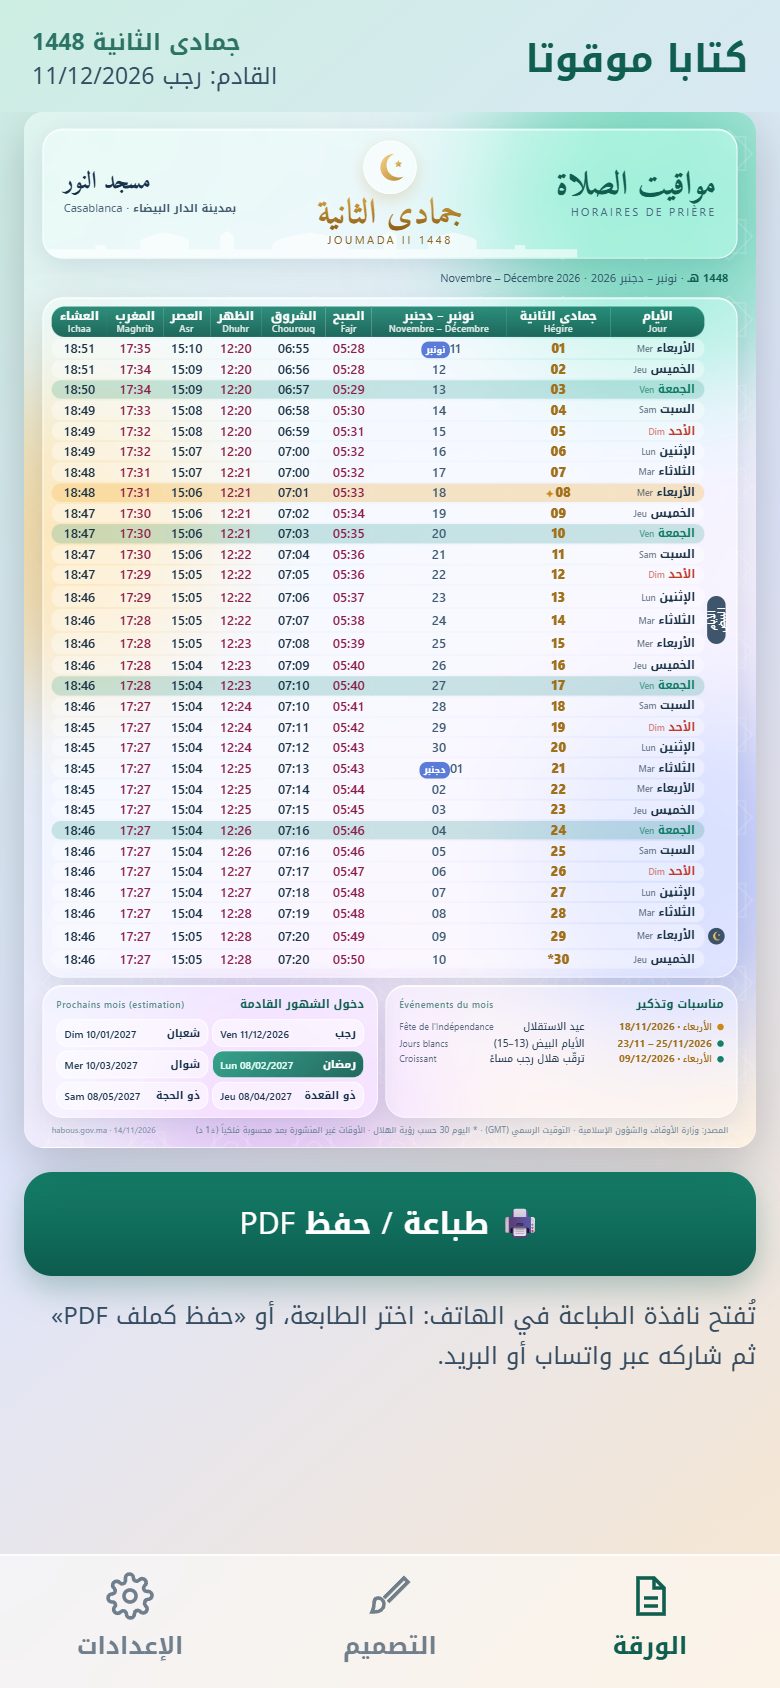 كتابا موقوتا
جمادى الثانية 1448
القادم: رجب 11/12/2026
مواقيت الصلاة
HORAIRES DE PRIÈRE
جمادى الثانية
JOUMADA II 1448
مسجد النور
بمدينة الدار البيضاء · Casablanca
1448 هـ · نونبر – دجنبر 2026 · Novembre – Décembre 2026
الأيام جمادى الثانية نونبر – دجنبر الصبح الشروق الظهر العصر المغرب العشاء
Jour Hégire Novembre – Décembre Fajr Chourouq Dhuhr Asr Maghrib Ichaa
الأربعاء Mer 01 11 نونبر 05:28 06:55 12:20 15:10 17:35 18:51
الخميس Jeu 02 12 05:28 06:56 12:20 15:09 17:34 18:51
الجمعة Ven 03 13 05:29 06:57 12:20 15:09 17:34 18:50
السبت Sam 04 14 05:30 06:58 12:20 15:08 17:33 18:49
الأحد Dim 05 15 05:31 06:59 12:20 15:08 17:32 18:49
الإثنين Lun 06 16 05:32 07:00 12:20 15:07 17:32 18:49
الثلاثاء Mar 07 17 05:32 07:00 12:21 15:07 17:31 18:48
الأربعاء Mer 08✦ 18 05:33 07:01 12:21 15:06 17:31 18:48
الخميس Jeu 09 19 05:34 07:02 12:21 15:06 17:30 18:47
الجمعة Ven 10 20 05:35 07:03 12:21 15:06 17:30 18:47
السبت Sam 11 21 05:36 07:04 12:22 15:06 17:30 18:47
الأحد Dim 12 22 05:36 07:05 12:22 15:05 17:29 18:47
الإثنين Lun 13 23 05:37 07:06 12:22 15:05 17:29 18:46
الثلاثاء Mar 14 24 05:38 07:07 12:22 15:05 17:28 18:46
الأربعاء Mer 15 25 05:39 07:08 12:23 15:05 17:28 18:46
الخميس Jeu 16 26 05:40 07:09 12:23 15:04 17:28 18:46
الجمعة Ven 17 27 05:40 07:10 12:23 15:04 17:28 18:46
السبت Sam 18 28 05:41 07:10 12:24 15:04 17:27 18:46
الأحد Dim 19 29 05:42 07:11 12:24 15:04 17:27 18:45
الإثنين Lun 20 30 05:43 07:12 12:24 15:04 17:27 18:45
الثلاثاء Mar 21 01 دجنبر 05:43 07:13 12:25 15:04 17:27 18:45
الأربعاء Mer 22 02 05:44 07:14 12:25 15:04 17:27 18:45
الخميس Jeu 23 03 05:45 07:15 12:25 15:04 17:27 18:45
الجمعة Ven 24 04 05:46 07:16 12:26 15:04 17:27 18:46
السبت Sam 25 05 05:46 07:16 12:26 15:04 17:27 18:46
الأحد Dim 26 06 05:47 07:17 12:27 15:04 17:27 18:46
الإثنين Lun 27 07 05:48 07:18 12:27 15:04 17:27 18:46
الثلاثاء Mar 28 08 05:48 07:19 12:28 15:04 17:27 18:46
الأربعاء Mer 29 09 05:49 07:20 12:28 15:05 17:27 18:46
الخميس Jeu 30* 10 05:50 07:20 12:28 15:05 17:27 18:46
مناسبات وتذكير Événements du mois
الأربعاء · 18/11/2026 عيد الاستقلال Fête de l'Indépendance
23/11 – 25/11/2026 الأيام البيض (13–15) Jours blancs
الأربعاء · 09/12/2026 ترقّب هلال رجب مساءً Croissant
دخول الشهور القادمة Prochains mois (estimation)
رجب Ven 11/12/2026 شعبان Dim 10/01/2027
رمضان Lun 08/02/2027 شوال Mer 10/03/2027
ذو القعدة Jeu 08/04/2027 ذو الحجة Sam 08/05/2027
المصدر: وزارة الأوقاف والشؤون الإسلامية · التوقيت الرسمي (GMT) · * اليوم 30 حسب رؤية الهلال · الأوقات غير المنشورة بعد محسوبة فلكياً (±1 د)
habous.gov.ma · 14/11/2026
طباعة / حفظ PDF
تُفتح نافذة الطباعة في الهاتف: اختر الطابعة، أو «حفظ كملف PDF»
ثم شاركه عبر واتساب أو البريد.
الورقة
التصميم
الإعدادات